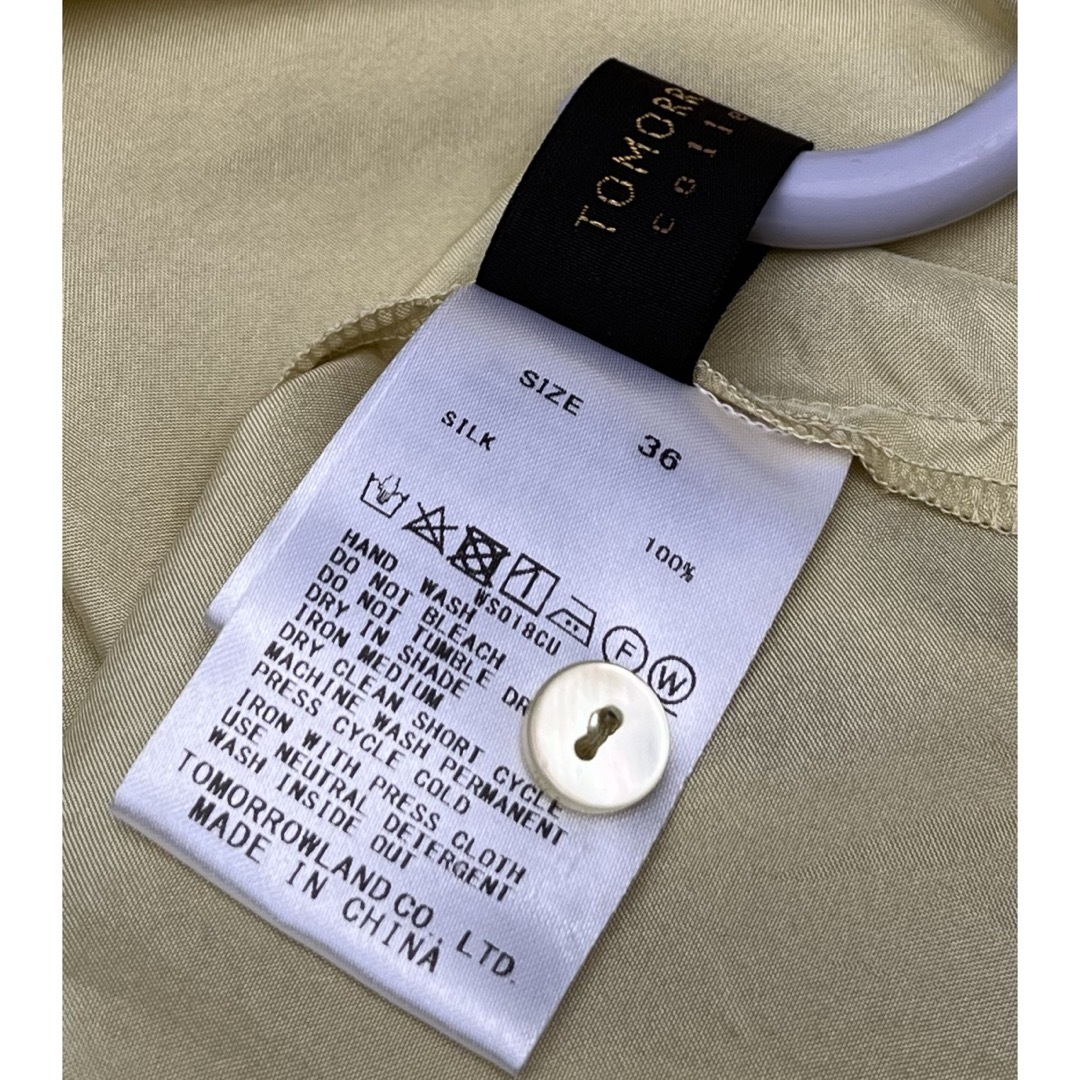 TOMORR
colle
SIZE 36
SILK 100%
F W
WS018CU
HAND WASH
DO NOT BLEACH
DO NOT TUMBLE DR
DRY IN SHADE
IRON MEDIUM
DRY CLEAN SHORT CYCLE
MACHINE WASH PERMANENT
PRESS CYCLE COLD
IRON WITH PRESS CLOTH
USE NEUTRAL DETERGENT
WASH INSIDE OUT
TOMORROWLAND CO., LTD.
MADE IN CHINA